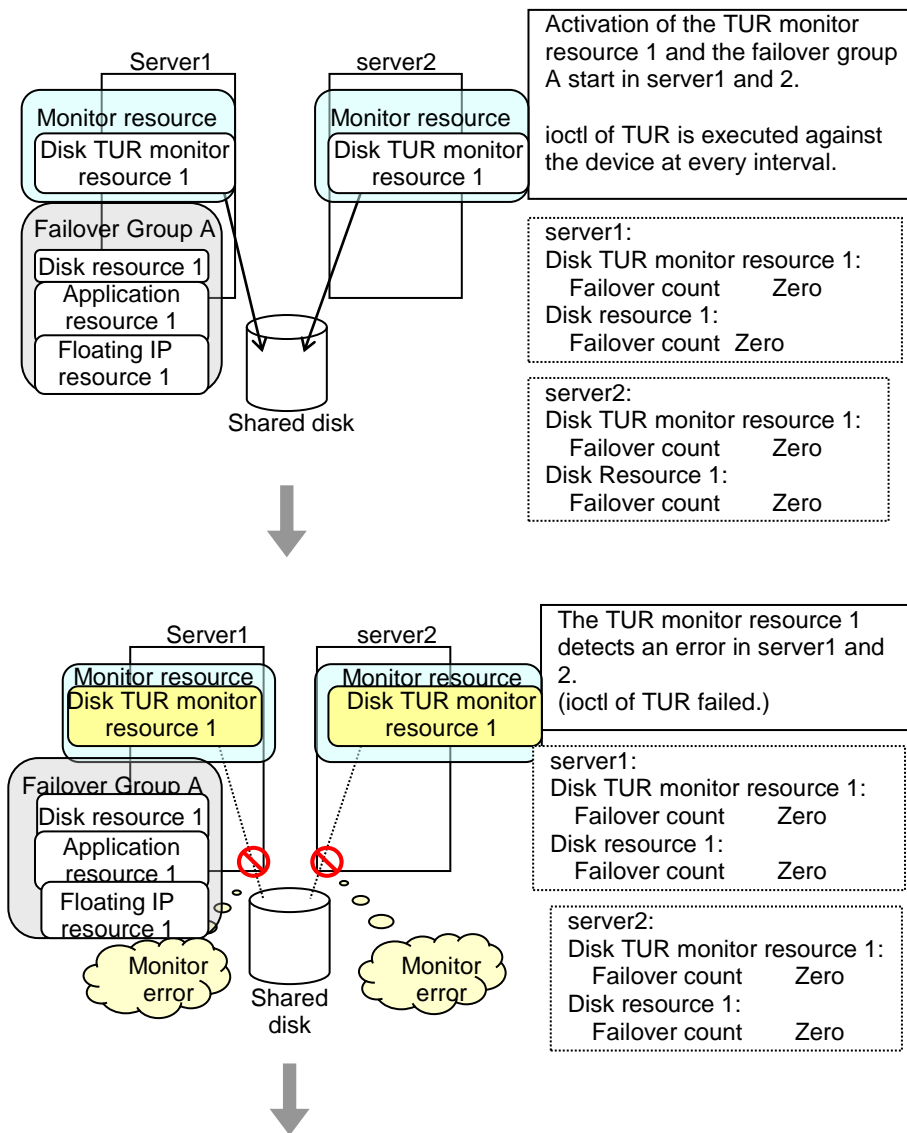 Server1
server2
Monitor resource
Disk TUR monitor
resource 1
Monitor resource
Disk TUR monitor
resource 1
Failover Group A
Disk resource 1
Application
resource 1
Floating IP
resource 1
Shared disk
Activation of the TUR monitor
resource 1 and the failover group
A start in server1 and 2.
ioctl of TUR is executed against
the device at every interval.
server1:
Disk TUR monitor resource 1:
Failover count Zero
Disk resource 1:
Failover count Zero
server2:
Disk TUR monitor resource 1:
Failover count Zero
Disk Resource 1:
Failover count Zero
Server1
server2
Monitor resource
Disk TUR monitor
resource 1
Monitor resource
Disk TUR monitor
resource 1
Failover Group A
Disk resource 1
Application
resource 1
Floating IP
resource 1
Monitor
error
Shared
disk
Monitor
error
The TUR monitor resource 1
detects an error in server1 and
2.
(ioctl of TUR failed.)
server1:
Disk TUR monitor resource 1:
Failover count Zero
Disk resource 1:
Failover count Zero
server2:
Disk TUR monitor resource 1:
Failover count Zero
Disk resource 1:
Failover count Zero